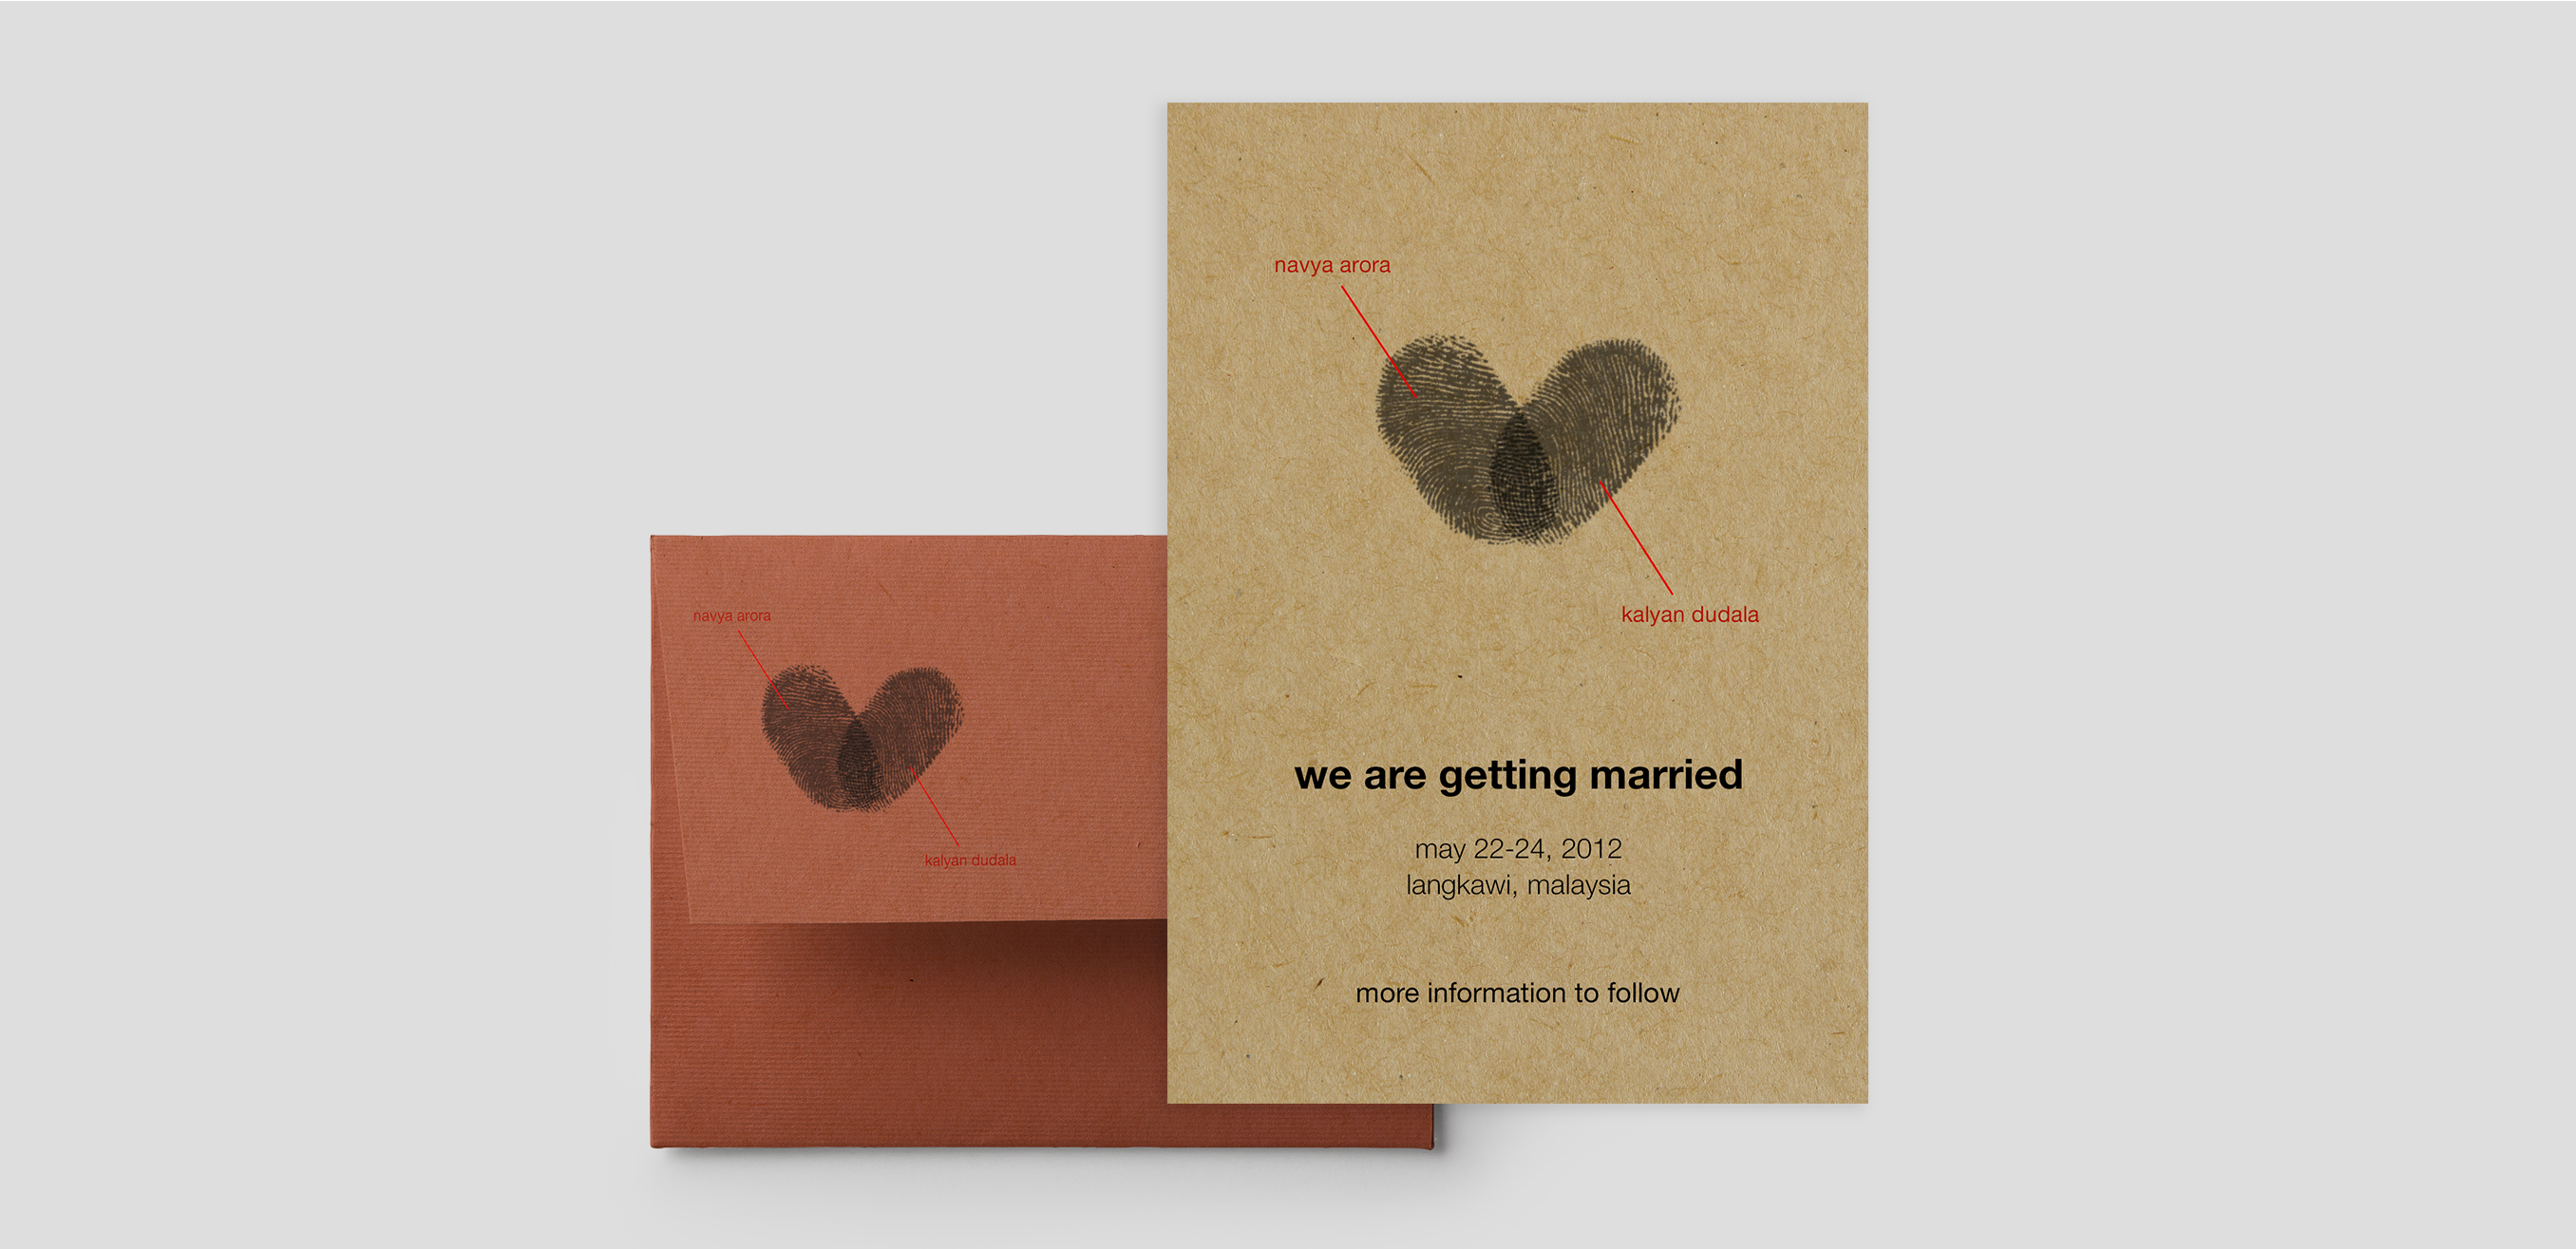 navya arora
kalyan dudala
we are getting married
may 22-24, 2012
langkawi, malaysia
more information to follow
navya arora
kalyan dudala